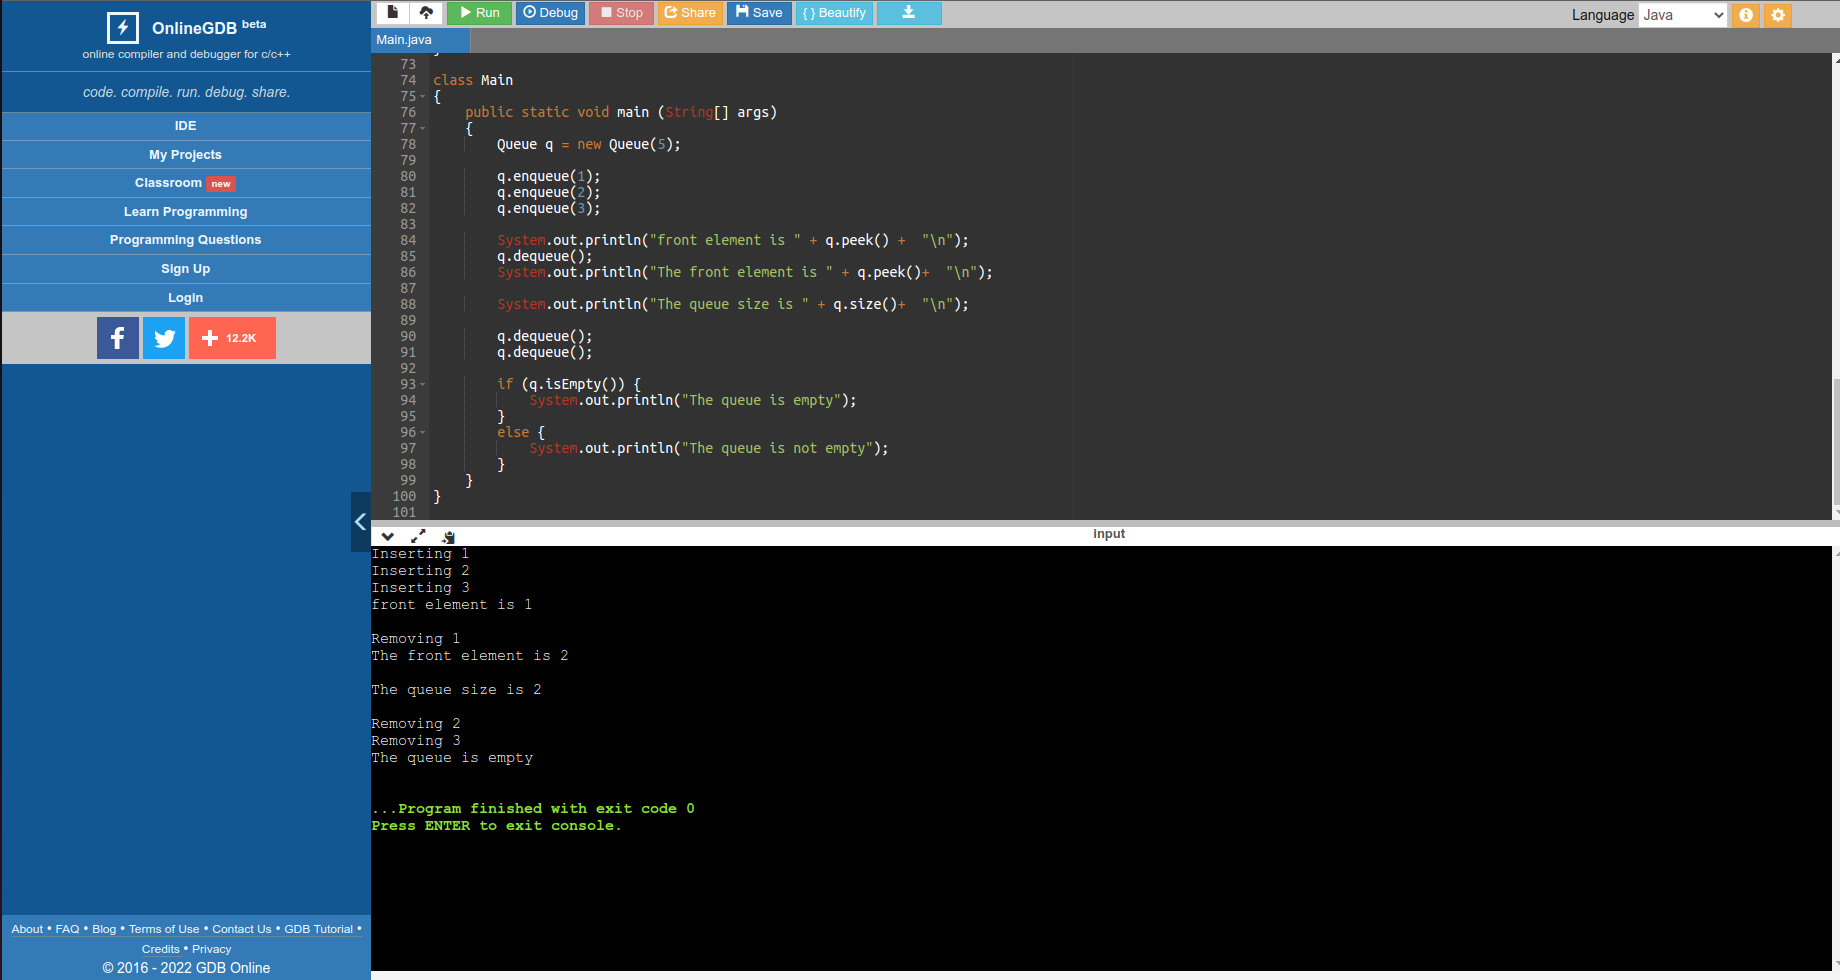 OnlineGDB beta
online compiler and debugger for c/c++
code. compile. run. debug. share.
IDE
My Projects
Classroom new
Learn Programming
Programming Questions
Sign Up
Login
12.2K
About • FAQ • Blog • Terms of Use • Contact Us • GDB Tutorial •
Credits • Privacy
© 2016 - 2022 GDB Online
Run Debug Stop Share Save { } Beautify
Language Java
Main.java
73
74 class Main
75 {
76     public static void main (String[] args)
77     {
78         Queue q = new Queue(5);
79
80         q.enqueue(1);
81         q.enqueue(2);
82         q.enqueue(3);
83
84         System.out.println("front element is " + q.peek() +  "\n");
85         q.dequeue();
86         System.out.println("The front element is " + q.peek()+  "\n");
87
88         System.out.println("The queue size is " + q.size()+  "\n");
89
90         q.dequeue();
91         q.dequeue();
92
93         if (q.isEmpty()) {
94             System.out.println("The queue is empty");
95         }
96         else {
97             System.out.println("The queue is not empty");
98         }
99     }
100 }
101
input
Inserting 1
Inserting 2
Inserting 3
front element is 1
Removing 1
The front element is 2
The queue size is 2
Removing 2
Removing 3
The queue is empty
...Program finished with exit code 0
Press ENTER to exit console.